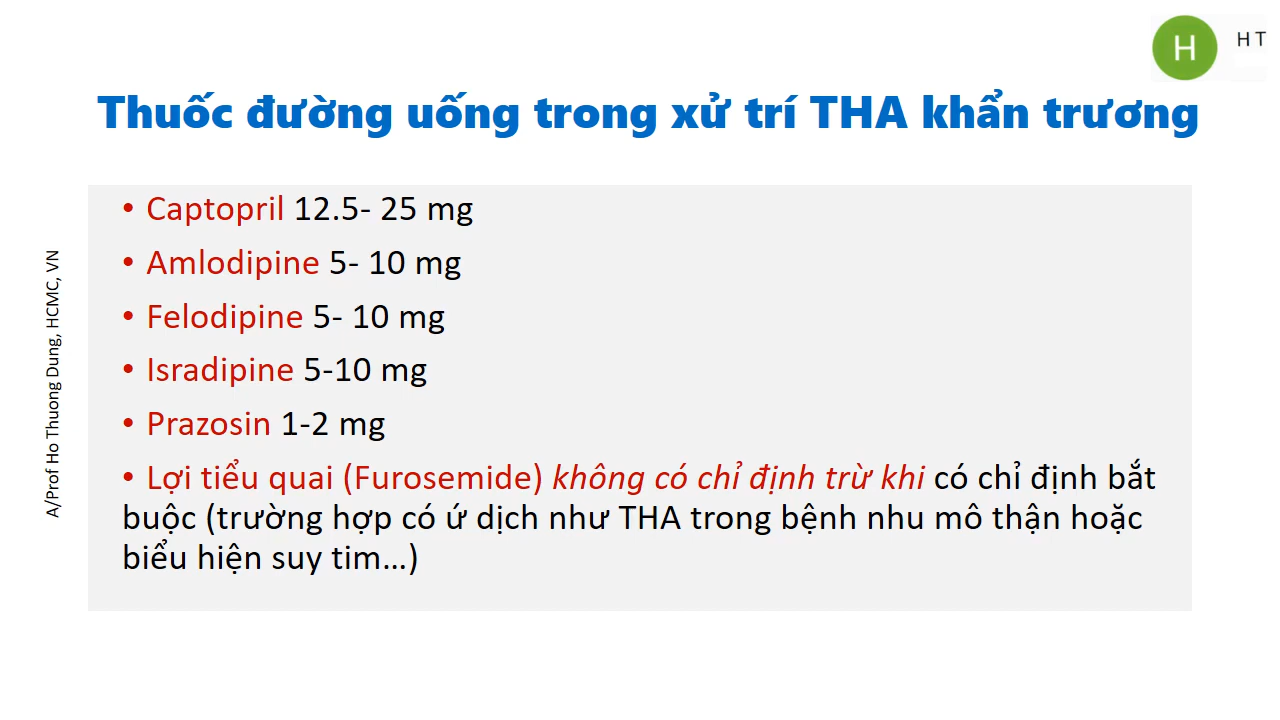 H
H T
Thuốc đường uống trong xử trí THA khẩn trương
• Captopril 12.5- 25 mg
• Amlodipine 5- 10 mg
• Felodipine 5- 10 mg
• Isradipine 5-10 mg
• Prazosin 1-2 mg
• Lợi tiểu quai (Furosemide) không có chỉ định trừ khi có chỉ định bắt
buộc (trường hợp có ứ dịch như THA trong bệnh nhu mô thận hoặc
biểu hiện suy tim...)
A/Prof Ho Thuong Dung, HCMC, VN